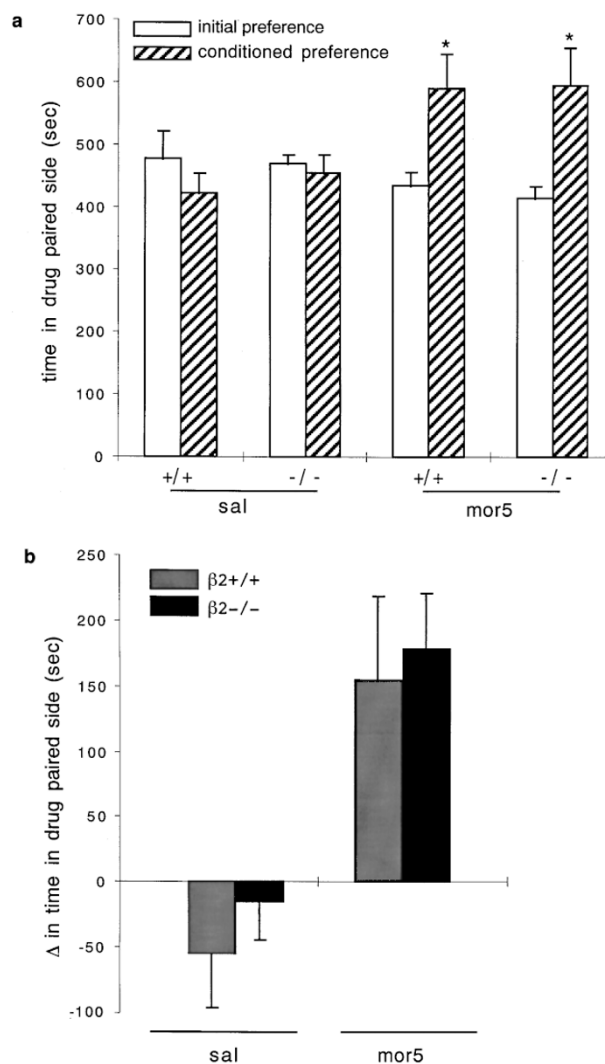 a
initial preference
conditioned preference
time in drug paired side (sec)
700
600
500
400
300
200
100
0
* *
+/+ -/- +/+ -/-
sal mor5
b
β2+/+
β2-/-
Δ in time in drug paired side (sec)
250
200
150
100
50
0
-50
-100
sal mor5